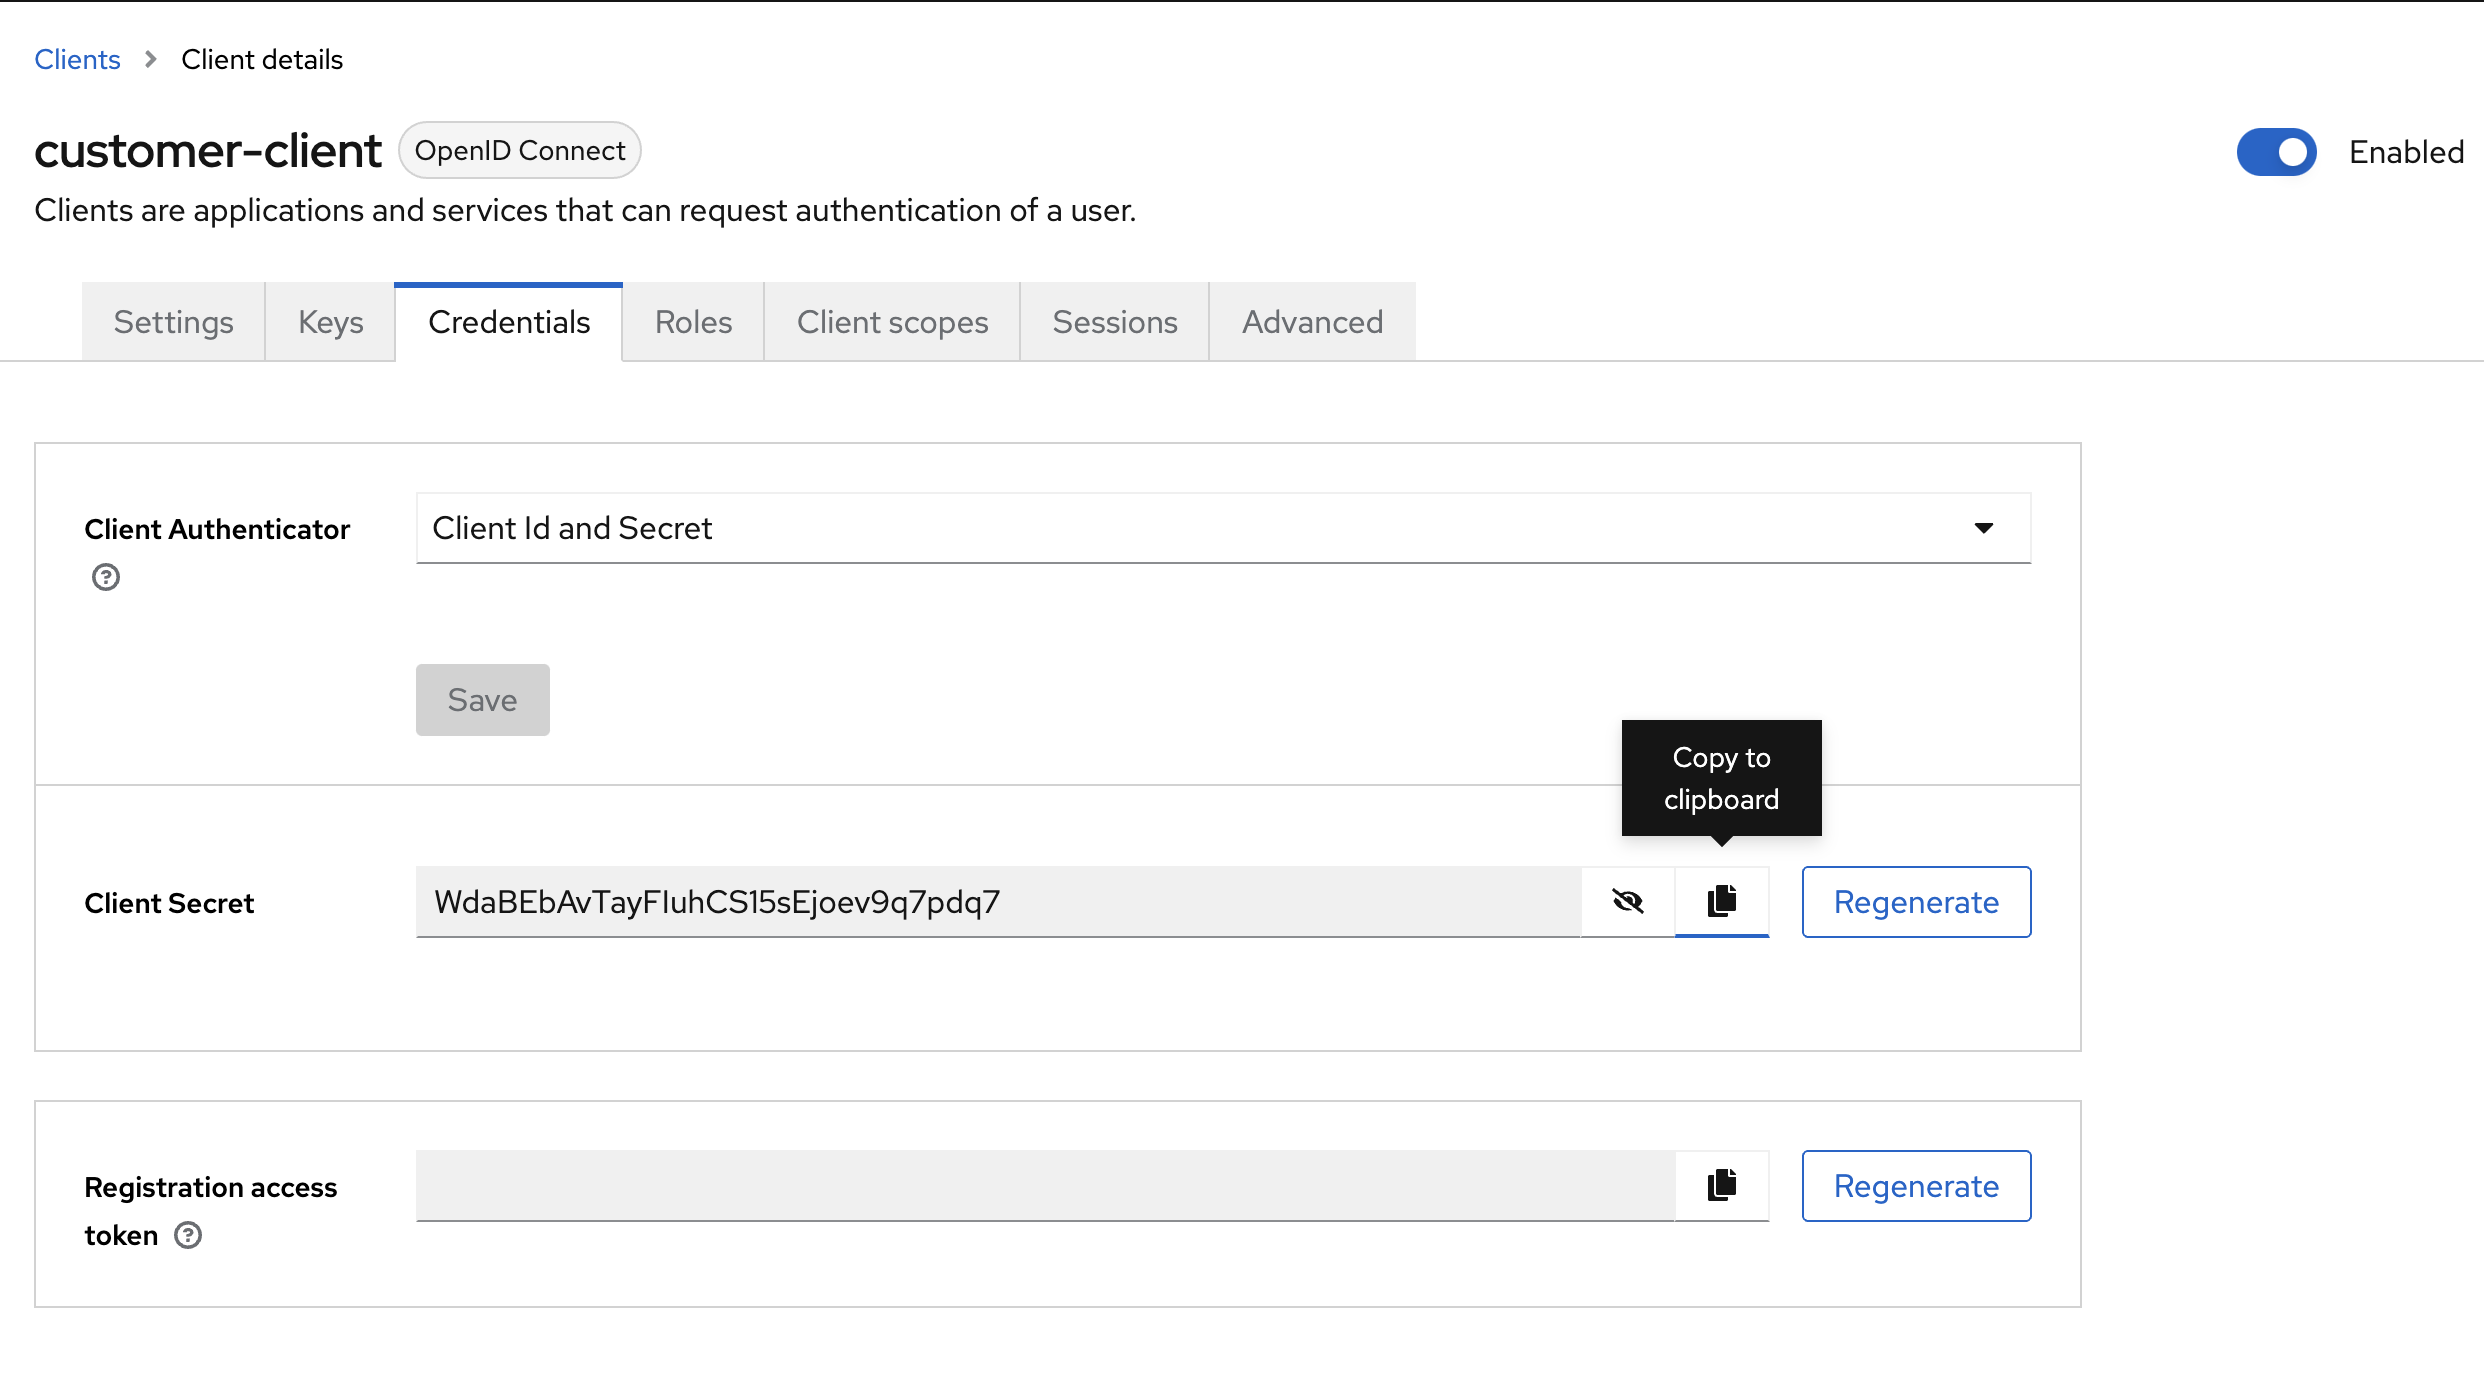 Clients > Client details
customer-client OpenID Connect
Enabled
Clients are applications and services that can request authentication of a user.
Settings Keys Credentials Roles Client scopes Sessions Advanced
Client Authenticator
Client Id and Secret
Save
Copy to
clipboard
Client Secret
WdaBEbAvTayFIuhCS15sEjoev9q7pdq7
Regenerate
Registration access
token
Regenerate